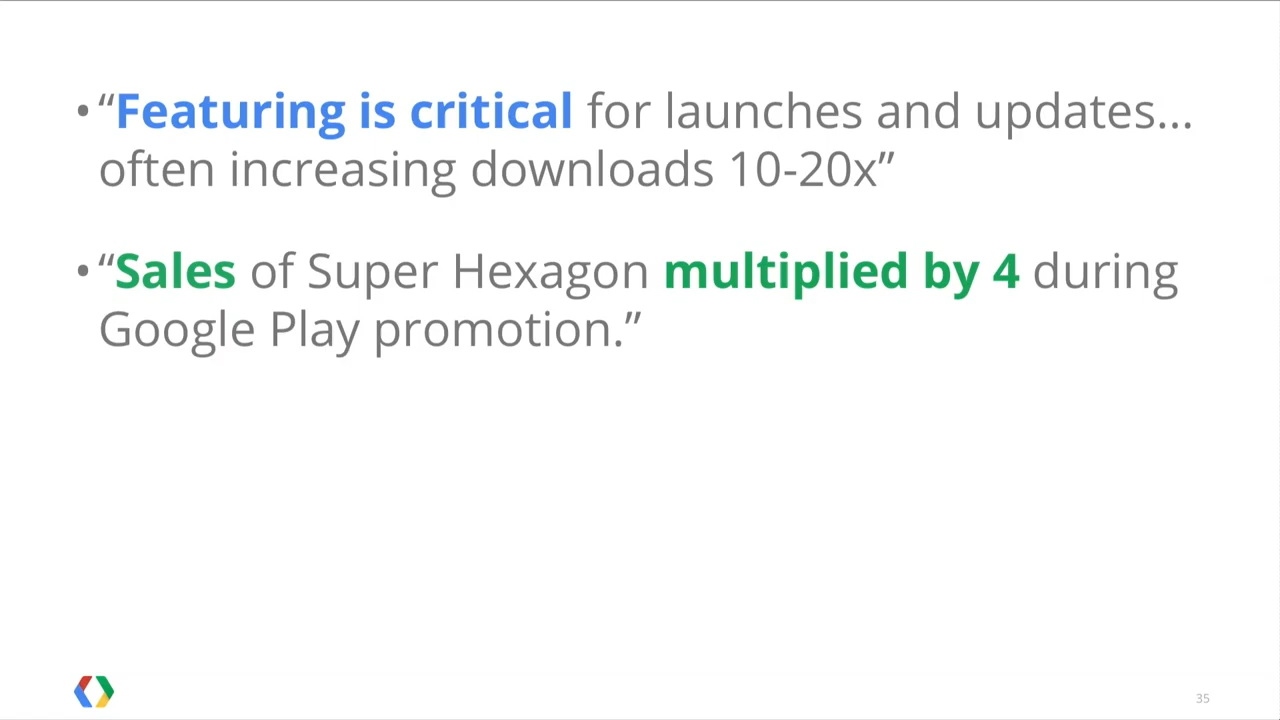 • “Featuring is critical for launches and updates...
often increasing downloads 10-20x”
• “Sales of Super Hexagon multiplied by 4 during
Google Play promotion.”
35